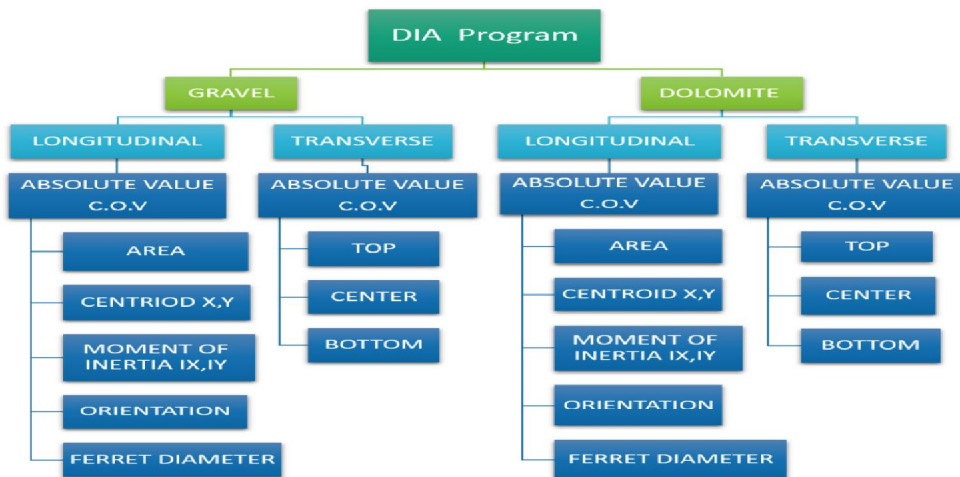 DIA Program
GRAVEL
DOLOMITE
LONGITUDINAL
TRANSVERSE
LONGITUDINAL
TRANSVERSE
ABSOLUTE VALUE
C.O.V
ABSOLUTE VALUE
C.O.V
ABSOLUTE VALUE
C.O.V
ABSOLUTE VALUE
C.O.V
AREA
CENTRIOD X,Y
MOMENT OF
INERTIA IX,IY
ORIENTATION
FERRET DIAMETER
TOP
CENTER
BOTTOM
AREA
CENTROID X,Y
MOMENT OF
INERTIA IX,IY
ORIENTATION
FERRET DIAMETER
TOP
CENTER
BOTTOM